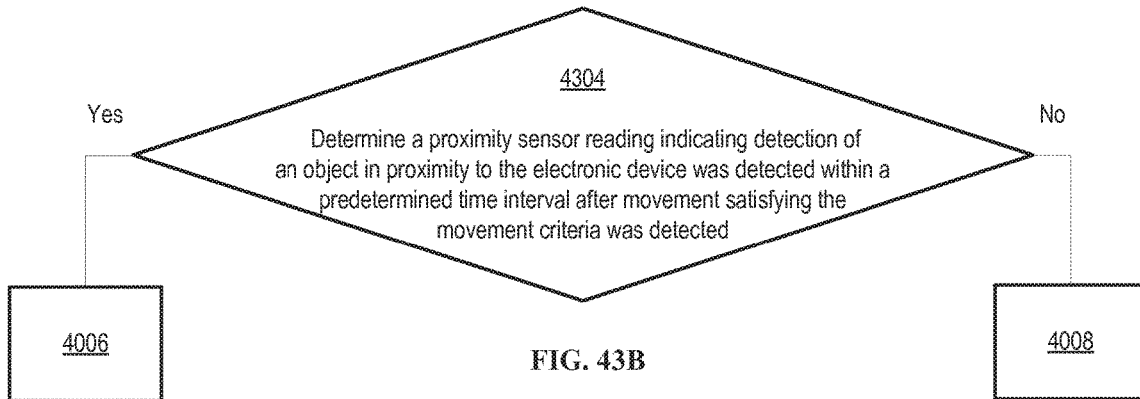 4304
Yes
No
Determine a proximity sensor reading indicating detection of
an object in proximity to the electronic device was detected within a
predetermined time interval after movement satisfying the
movement criteria was detected
4006
4008
FIG. 43B